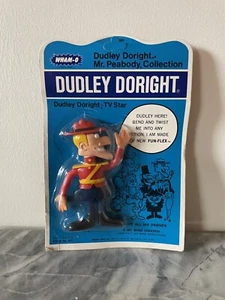 WHAM-O
Dudley Doright-
Mr. Peabody, Collection
DUDLEY DORIGHT®
Dudley Doright-TV Star
DUDLEY HERE!
BEND AND TWIST
ME INTO ANY
I AM MADE
OF NEW FUN-FLEX